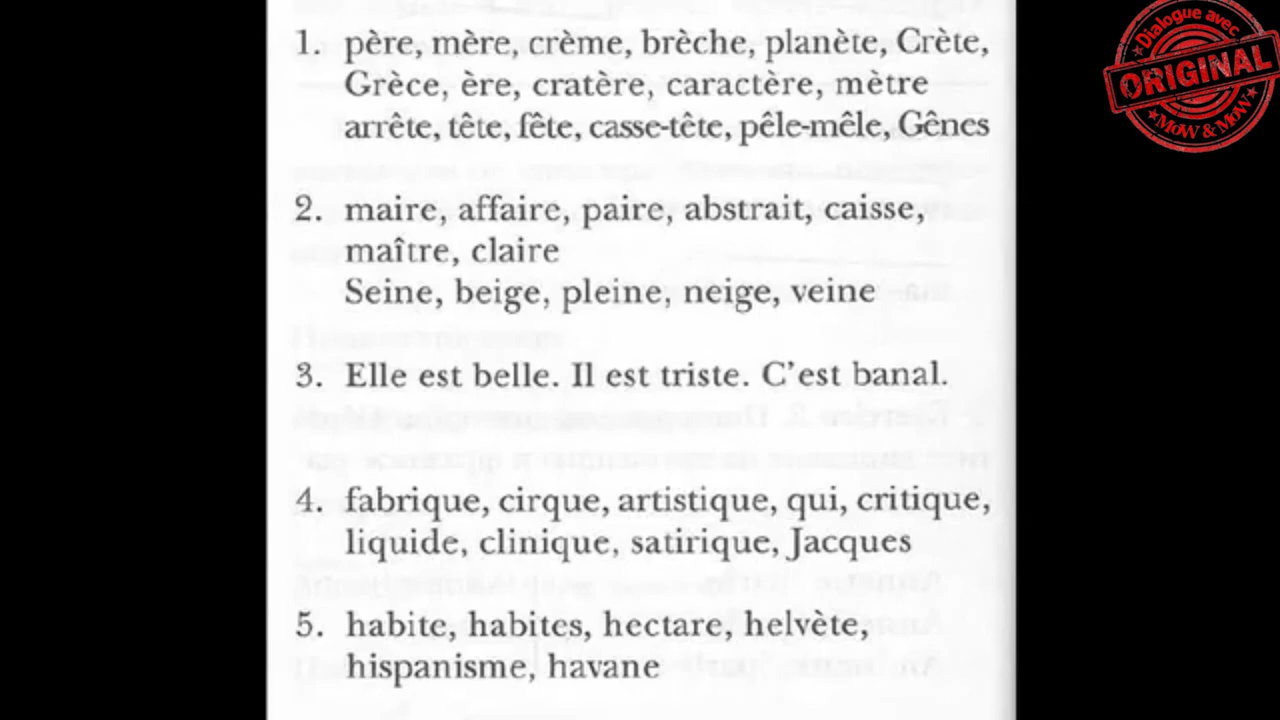 1. père, mère, crème, brèche, planète, Crète,
Grèce, ère, cratère, caractère, mètre
arrête, tête, fête, casse-tête, pêle-mêle, Gênes
2. maire, affaire, paire, abstrait, caisse,
maître, claire
Seine, beige, pleine, neige, veine
3. Elle est belle. Il est triste. C'est banal.
4. fabrique, cirque, artistique, qui, critique,
liquide, clinique, satirique, Jacques
5. habite, habites, hectare, helvète,
hispanisme, havane
Dialogue avec
ORIGINAL
MoW & MoW